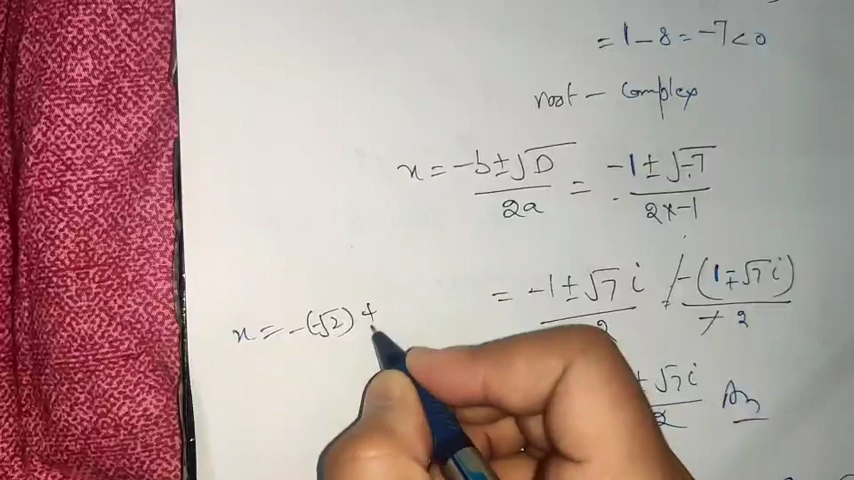 = 1 - 8 = -7 < 0
root - Complex
x = -b ± √D / 2a = -1 ± √-7 / 2×-1
= -1 ± √7 i / 2 -(1 ∓ √7 i) / -2
x = -(-√2) +
± √7 i / 2 Ans